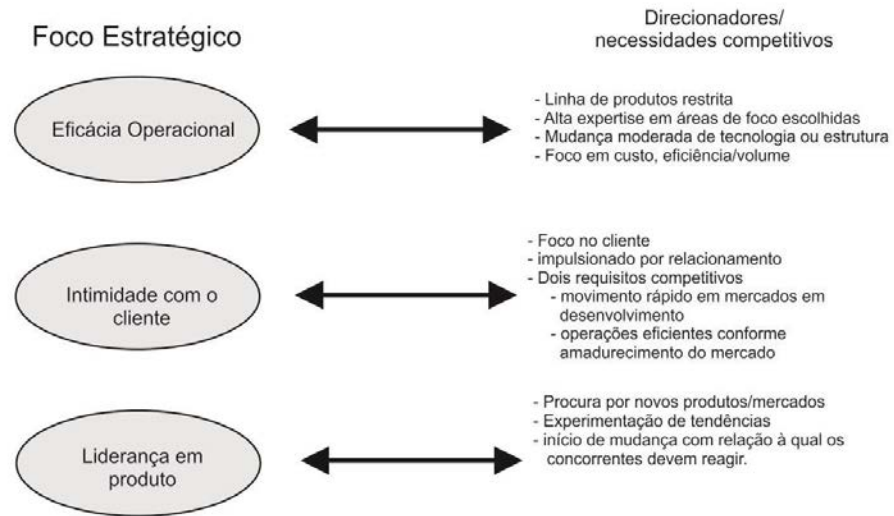 Foco Estratégico
Direcionadores/
necessidades competitivos
Eficácia Operacional
- Linha de produtos restrita
- Alta expertise em áreas de foco escolhidas
- Mudança moderada de tecnologia ou estrutura
- Foco em custo, eficiência/volume
Intimidade com o
cliente
- Foco no cliente
- impulsionado por relacionamento
- Dois requisitos competitivos
- movimento rápido em mercados em
desenvolvimento
- operações eficientes conforme
amadurecimento do mercado
Liderança em
produto
- Procura por novos produtos/mercados
- Experimentação de tendências
- início de mudança com relação à qual os
concorrentes devem reagir.